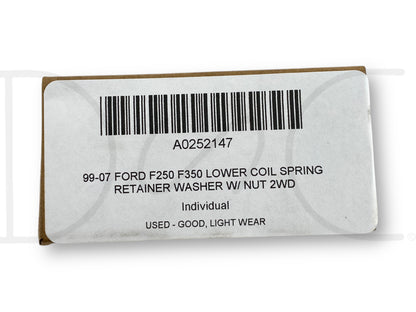 A0252147
99-07 FORD F250 F350 LOWER COIL SPRING
RETAINER WASHER W/ NUT 2WD
Individual
USED - GOOD, LIGHT WEAR